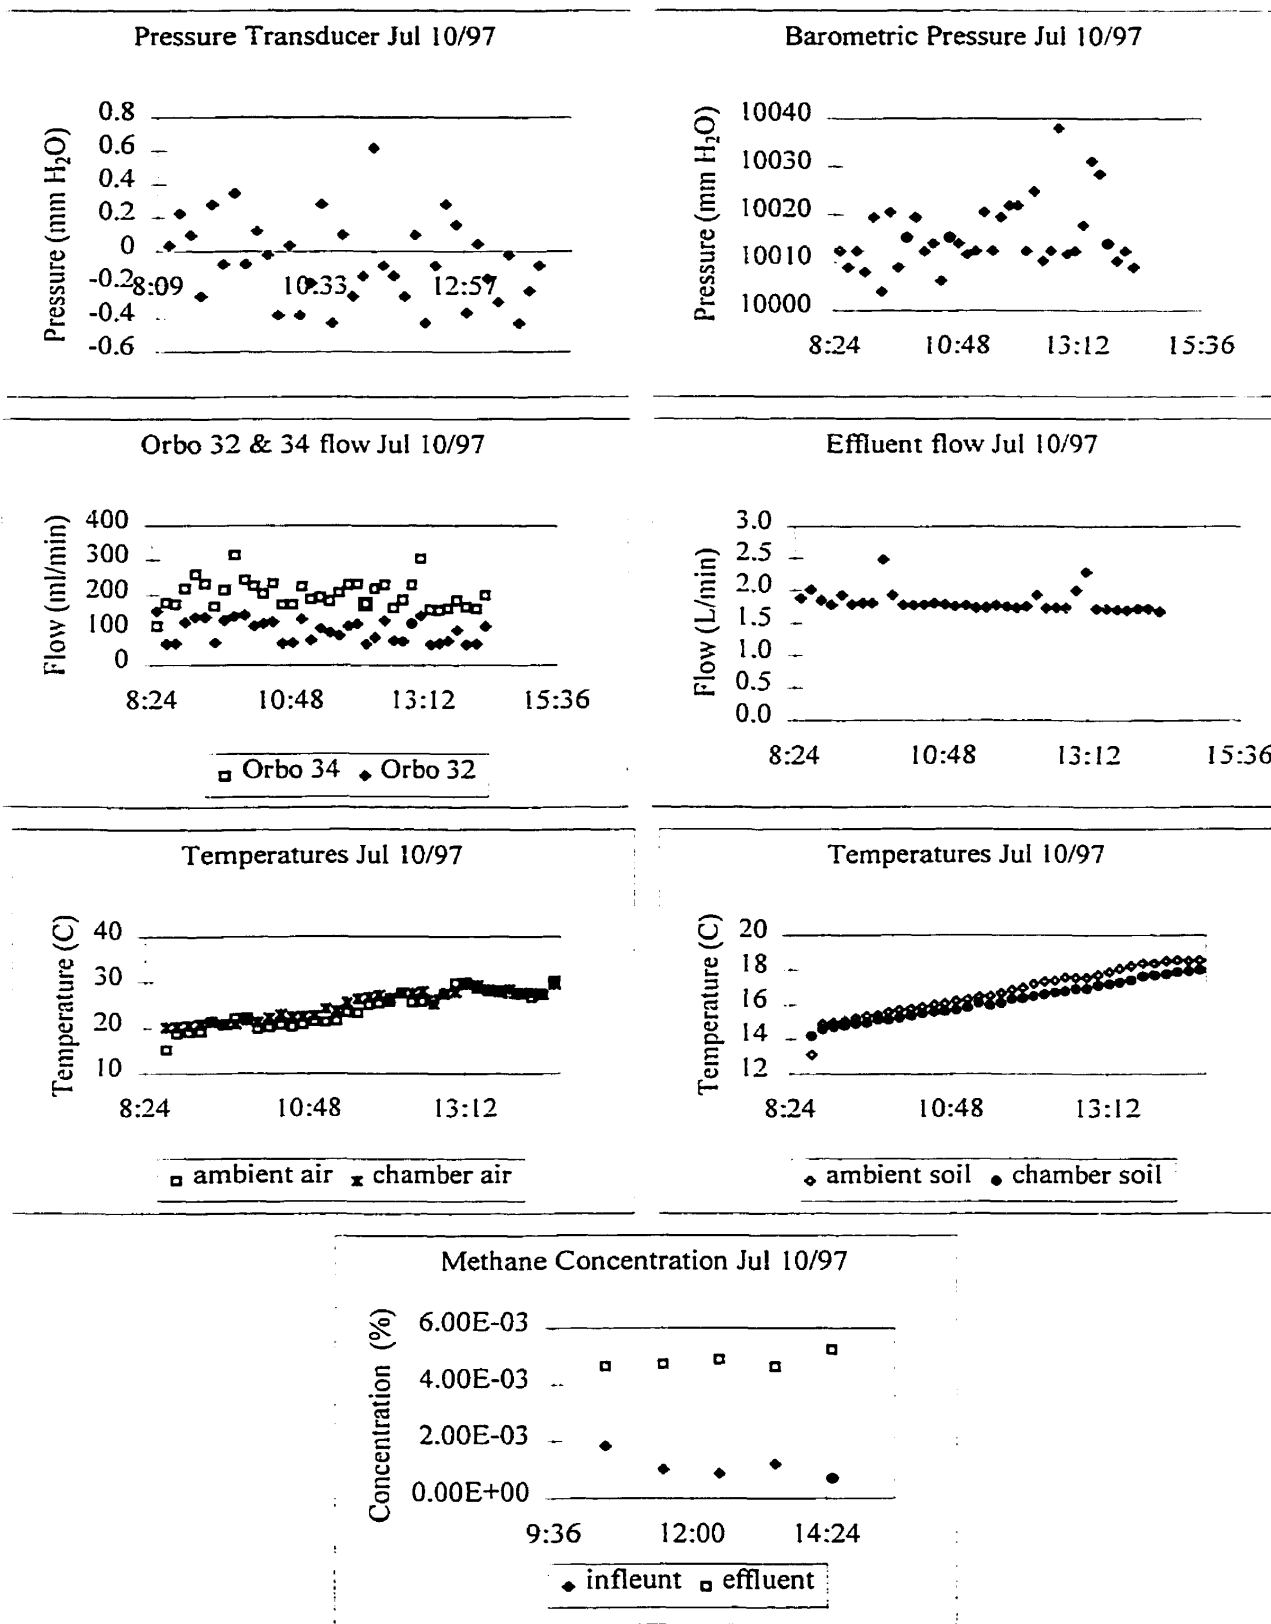 Pressure Transducer Jul 10/97
Pressure (mm H₂O)
0.8
0.6
0.4
0.2
0
-0.2
-0.4
-0.6
8:09
10:33
12:57
Barometric Pressure Jul 10/97
Pressure (mm H₂O)
10040
10030
10020
10010
10000
8:24
10:48
13:12
15:36
Orbo 32 & 34 flow Jul 10/97
Flow (ml/min)
400
300
200
100
0
8:24
10:48
13:12
15:36
Orbo 34
Orbo 32
Effluent flow Jul 10/97
Flow (L/min)
3.0
2.5
2.0
1.5
1.0
0.5
0.0
8:24
10:48
13:12
15:36
Temperatures Jul 10/97
Temperature (C)
40
30
20
10
8:24
10:48
13:12
ambient air
chamber air
Temperatures Jul 10/97
Temperature (C)
20
18
16
14
12
8:24
10:48
13:12
ambient soil
chamber soil
Methane Concentration Jul 10/97
Concentration (%)
6.00E-03
4.00E-03
2.00E-03
0.00E+00
9:36
12:00
14:24
infleunt
effluent